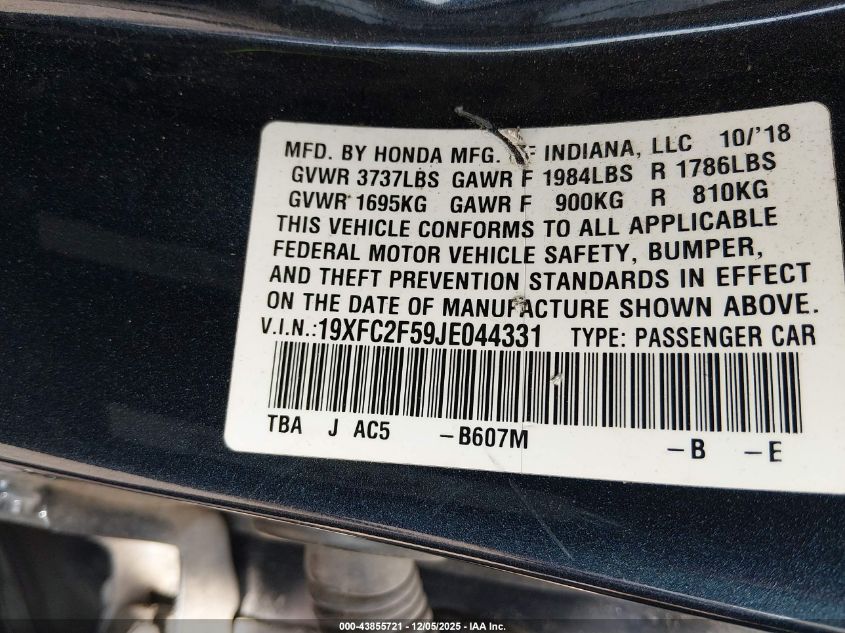 MFD. BY HONDA MFG. OF INDIANA, LLC 10/'18
GVWR 3737LBS GAWR F 1984LBS R 1786LBS
GVWR 1695KG GAWR F 900KG R 810KG
THIS VEHICLE CONFORMS TO ALL APPLICABLE
FEDERAL MOTOR VEHICLE SAFETY, BUMPER,
AND THEFT PREVENTION STANDARDS IN EFFECT
ON THE DATE OF MANUFACTURE SHOWN ABOVE.
V.I.N.:19XFC2F59JE044331 TYPE: PASSENGER CAR
TBA J AC5 -B607M -B -E
000-43855721 - 12/05/2025 - IAA Inc.